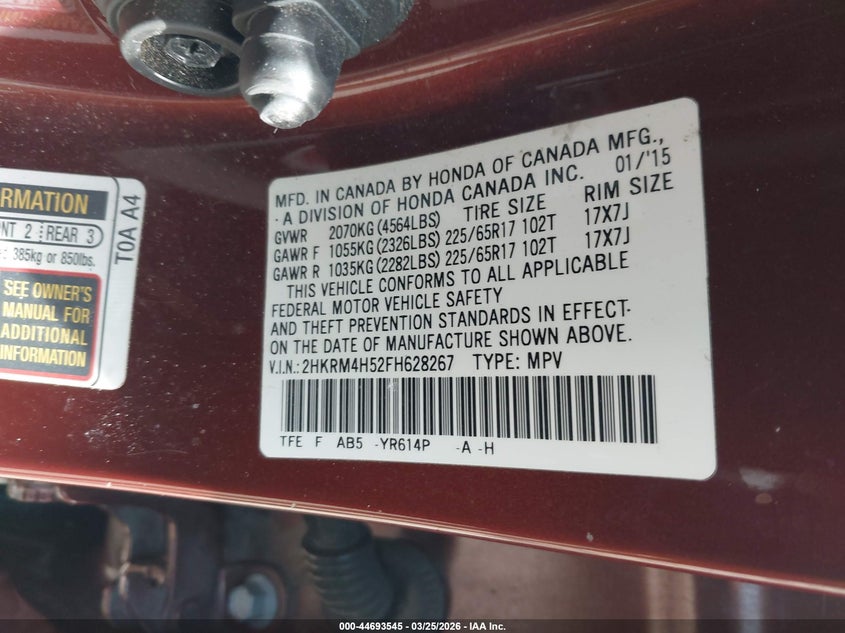 MFD. IN CANADA BY HONDA OF CANADA MFG.,
A DIVISION OF HONDA CANADA INC. 01/'15
GVWR 2070KG(4564LBS) TIRE SIZE RIM SIZE
GAWR F 1055KG(2326LBS) 225/65R17 102T 17X7J
GAWR R 1035KG(2282LBS) 225/65R17 102T 17X7J
THIS VEHICLE CONFORMS TO ALL APPLICABLE
FEDERAL MOTOR VEHICLE SAFETY
AND THEFT PREVENTION STANDARDS IN EFFECT
ON THE DATE OF MANUFACTURE SHOWN ABOVE.
V.I.N.: 2HKRM4H52FH628267 TYPE: MPV
TFE F AB5 -YR614P -A -H
RMATION
NT 2 REAR 3
385kg or 850lbs.
SEE OWNER'S
MANUAL FOR
ADDITIONAL
INFORMATION
T0A A4
000-44693545 - 03/25/2026 - IAA Inc.